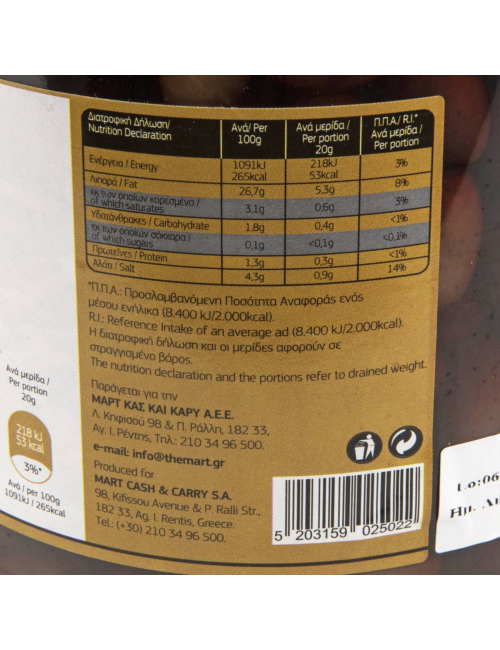 Διατροφική Δήλωση/
Nutrition Declaration
Ανά/ Per
100g
Ανά μερίδα /
Per portion
20g
Π.Π.Α./ R.I.*
Ανά μερίδα /
Per portion
Ενέργεια / Energy 1091kJ 218kJ 3%
265kcal 53kcal
Λιπαρά / Fat 26,7g 5,3g 8%
εκ των οποίων κορεσμένα /
of which saturates 3,1g 0,6g 3%
Υδατάνθρακες / Carbohydrate 1,8g 0,4g <1%
εκ των οποίων σάκχαρα /
of which sugars 0,1g <0,1g <0,1%
Πρωτεΐνες / Protein 1,3g 0,3g <1%
Αλάτι / Salt 4,3g 0,9g 14%
*Π.Π.Α.: Προσλαμβανόμενη Ποσότητα Αναφοράς ενός
μέσου ενήλικα (8.400 kJ/2.000kcal).
R.I.: Reference Intake of an average ad (8.400 kJ/2.000kcal).
Η διατροφική δήλωση και οι μερίδες αφορούν σε
στραγγισμένο βάρος.
The nutrition declaration and the portions refer to drained weight.
Παράγεται για την
ΜΑΡΤ ΚΑΣ ΚΑΙ ΚΑΡΥ Α.Ε.Ε.
Λ. Κηφισού 98 & Π. Ράλλη, 182 33,
Αγ. Ι. Ρέντης, Τηλ.: 210 34 96 500.
e-mail: info@themart.gr
Produced for
MART CASH & CARRY S.A.
98, Kifissou Avenue & P. Ralli Str.,
182 33, Ag. I. Rentis, Greece.
Tel.: (+30) 210 34 96 500.
5 203159 025022
Ανά μερίδα /
Per portion
20g
218 kJ
53 kcal
3%*
Ανά / per 100g
1091kJ / 265kcal
Lo:06
Ημ.